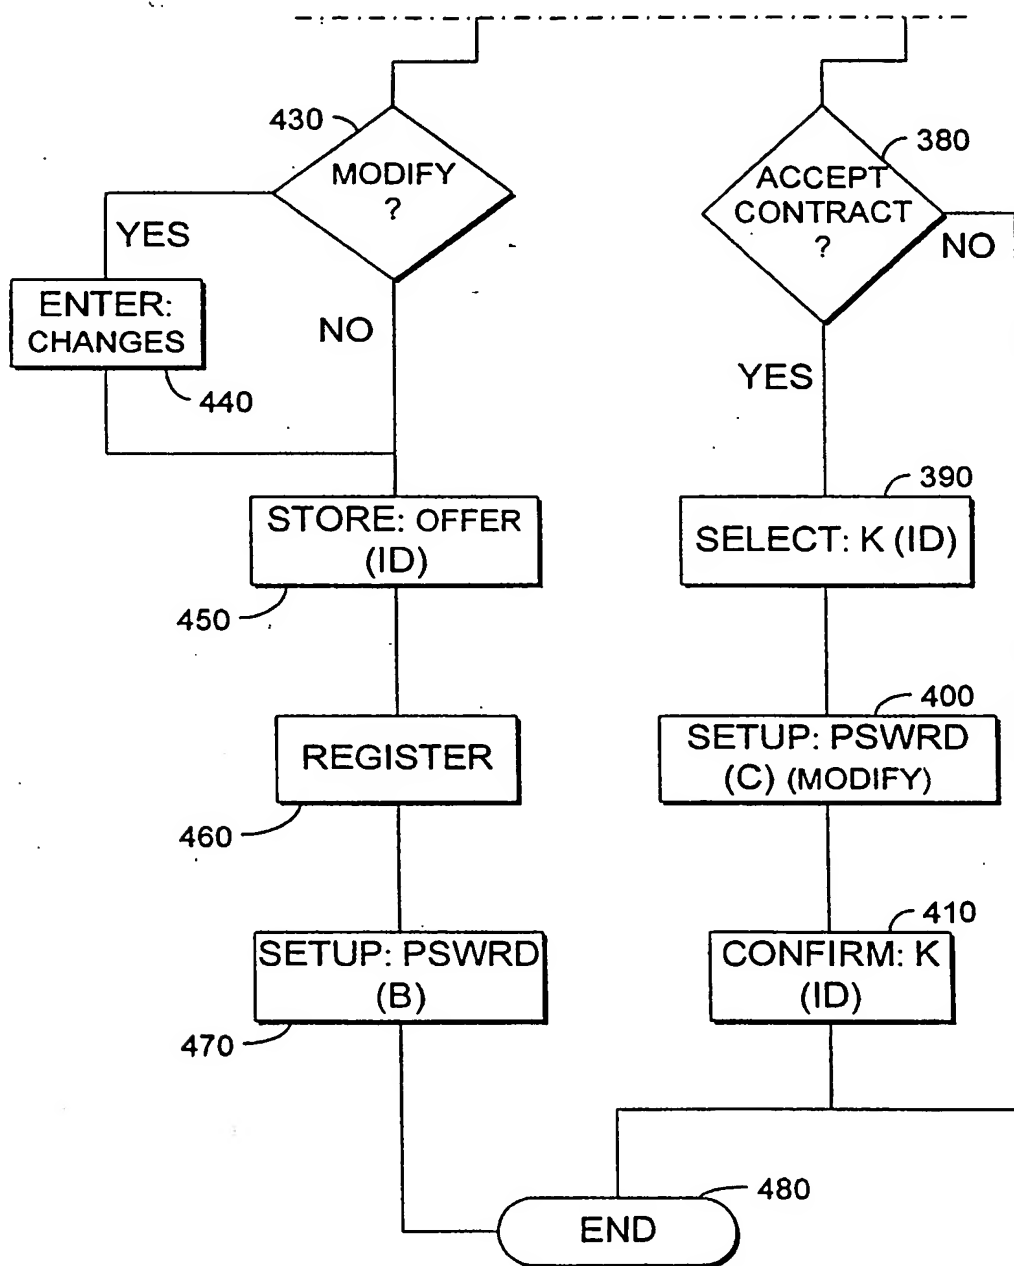 430
MODIFY
?
YES
NO
ENTER:
CHANGES
440
STORE: OFFER
(ID)
450
REGISTER
460
SETUP: PSWRD
(B)
470
380
ACCEPT
CONTRACT
?
NO
YES
390
SELECT: K (ID)
400
SETUP: PSWRD
(C) (MODIFY)
410
CONFIRM: K
(ID)
480
END